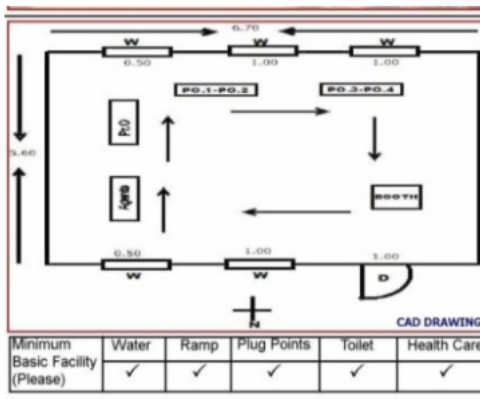 6.70
W W W
0.50 1.00 1.00
PO.1-PO.2 PO.3-PO.4
Pr.O
5.60
Agents
BOOTH
0.50 1.00 1.00
W W D
N
CAD DRAWING
Minimum Basic Facility (Please) Water Ramp Plug Points Toilet Health Care
✓ ✓ ✓ ✓ ✓